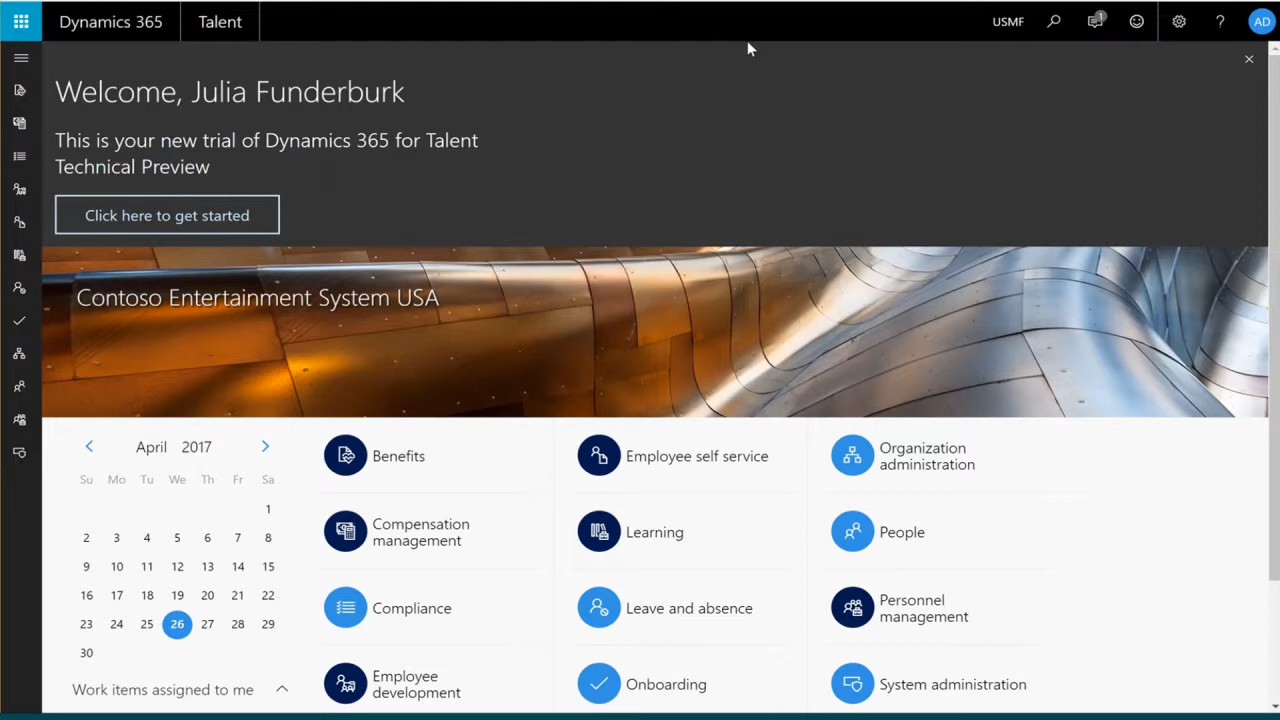 Dynamics 365
Talent
USMF
1
?
AD
Welcome, Julia Funderburk
This is your new trial of Dynamics 365 for Talent
Technical Preview
Click here to get started
Contoso Entertainment System USA
April 2017
Su Mo Tu We Th Fr Sa
1
2 3 4 5 6 7 8
9 10 11 12 13 14 15
16 17 18 19 20 21 22
23 24 25 26 27 28 29
30
Work items assigned to me
Benefits
Compensation
management
Compliance
Employee
development
Employee self service
Learning
Leave and absence
Onboarding
Organization
administration
People
Personnel
management
System administration